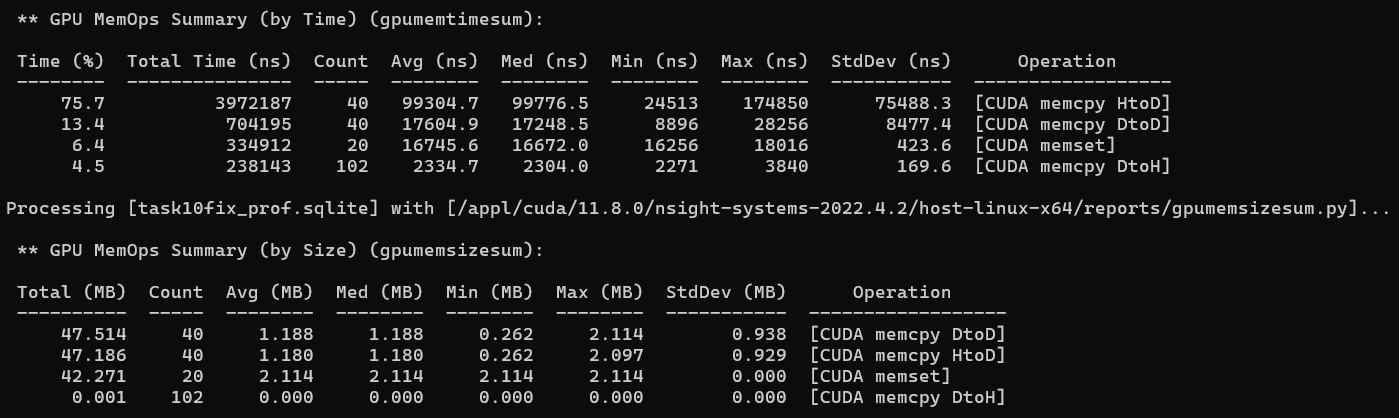 ** GPU MemOps Summary (by Time) (gpumemtimesum):
Time (%)  Total Time (ns)  Count  Avg (ns)  Med (ns)  Min (ns)  Max (ns)  StdDev (ns)      Operation
--------  ---------------  -----  --------  --------  --------  --------  -----------  ------------------
    75.7          3972187     40   99304.7   99776.5     24513    174850      75488.3  [CUDA memcpy HtoD]
    13.4           704195     40   17604.9   17248.5      8896     28256       8477.4  [CUDA memcpy DtoD]
     6.4           334912     20   16745.6   16672.0     16256     18016        423.6  [CUDA memset]
     4.5           238143    102    2334.7    2304.0      2271      3840        169.6  [CUDA memcpy DtoH]
Processing [task10fix_prof.sqlite] with [/appl/cuda/11.8.0/nsight-systems-2022.4.2/host-linux-x64/reports/gpumemsizesum.py]...
** GPU MemOps Summary (by Size) (gpumemsizesum):
Total (MB)  Count  Avg (MB)  Med (MB)  Min (MB)  Max (MB)  StdDev (MB)      Operation
----------  -----  --------  --------  --------  --------  -----------  ------------------
    47.514     40     1.188     1.188     0.262     2.114        0.938  [CUDA memcpy DtoD]
    47.186     40     1.180     1.180     0.262     2.097        0.929  [CUDA memcpy HtoD]
    42.271     20     2.114     2.114     2.114     2.114        0.000  [CUDA memset]
     0.001    102     0.000     0.000     0.000     0.000        0.000  [CUDA memcpy DtoH]